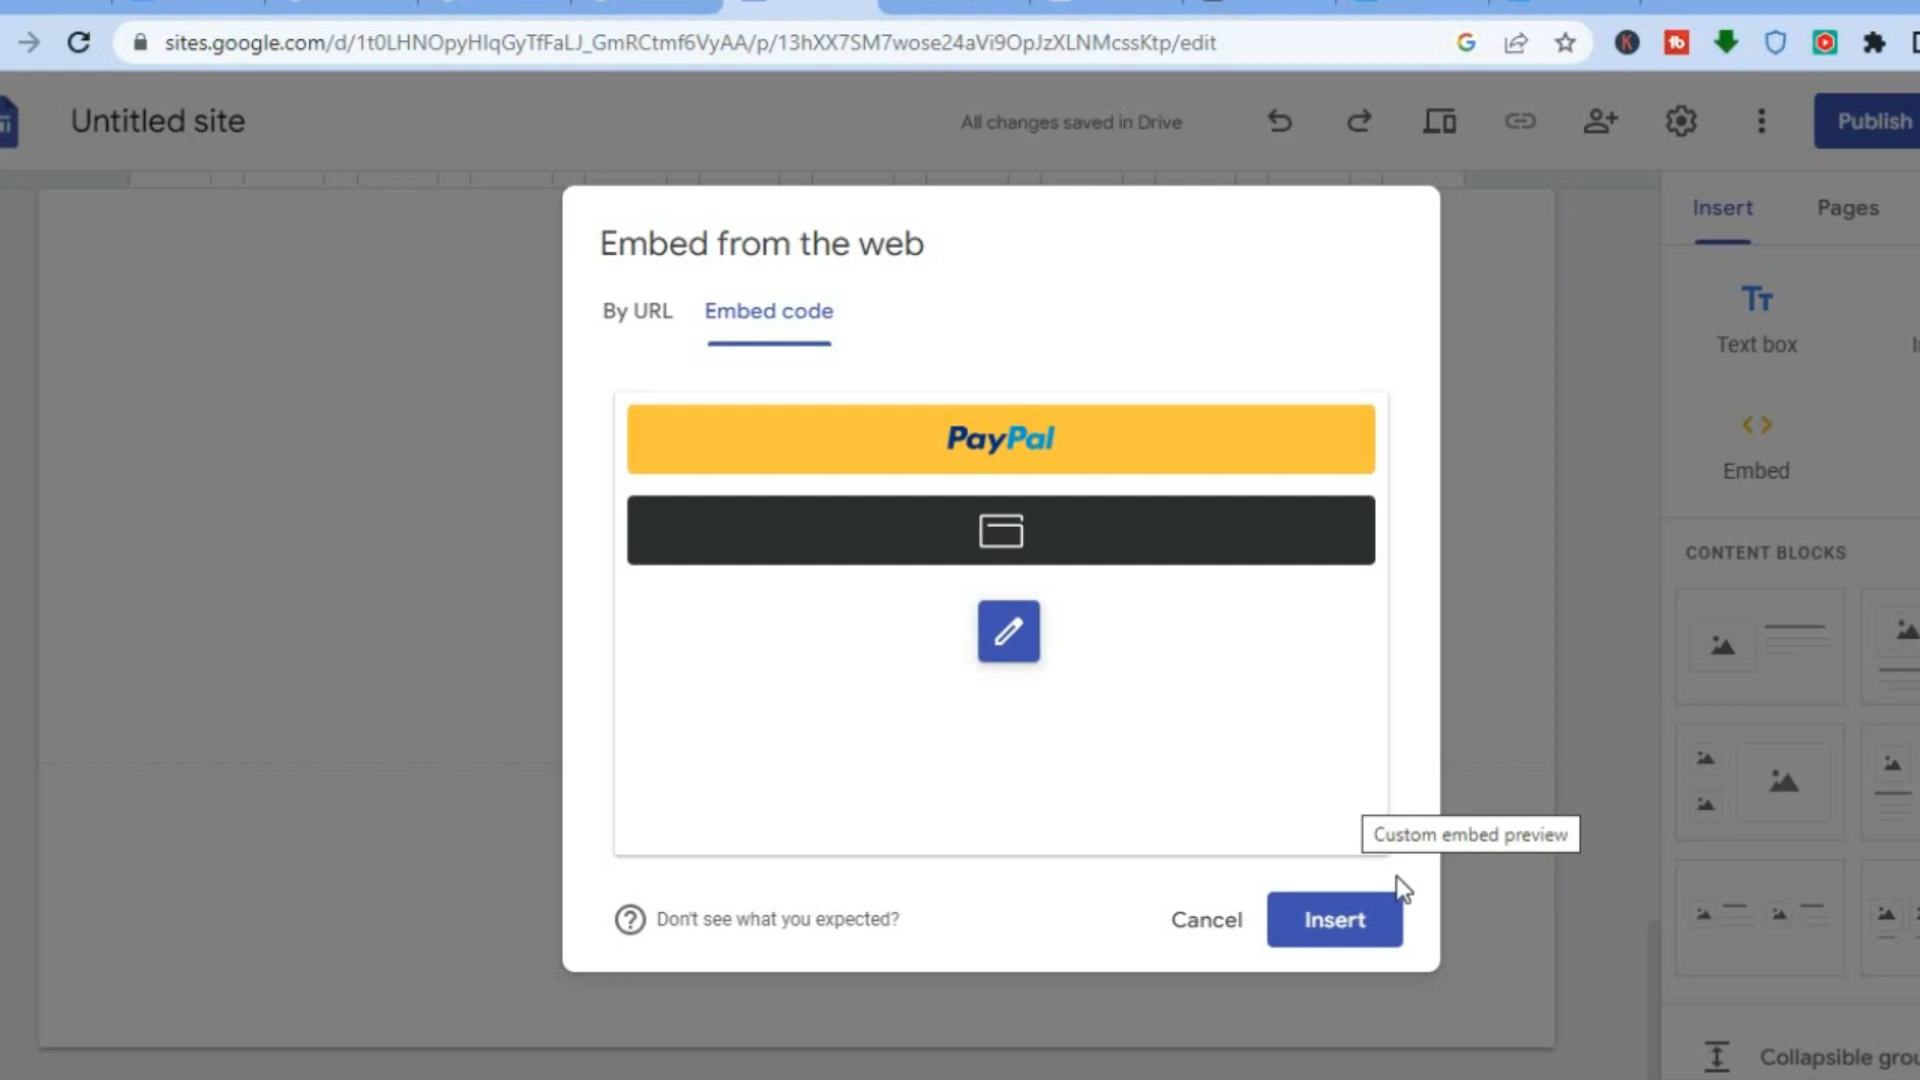 sites.google.com/d/1t0LHNOpyHIqGyTfFaLJ_GmRCtmf6VyAA/p/13hXX7SM7wose24aVi9OpJzXLNMcssKtp/edit
Untitled site
All changes saved in Drive
Publish
Insert
Pages
Embed from the web
By URL
Embed code
Text box
PayPal
Embed
CONTENT BLOCKS
Custom embed preview
Don't see what you expected?
Cancel
Insert
Collapsible grou